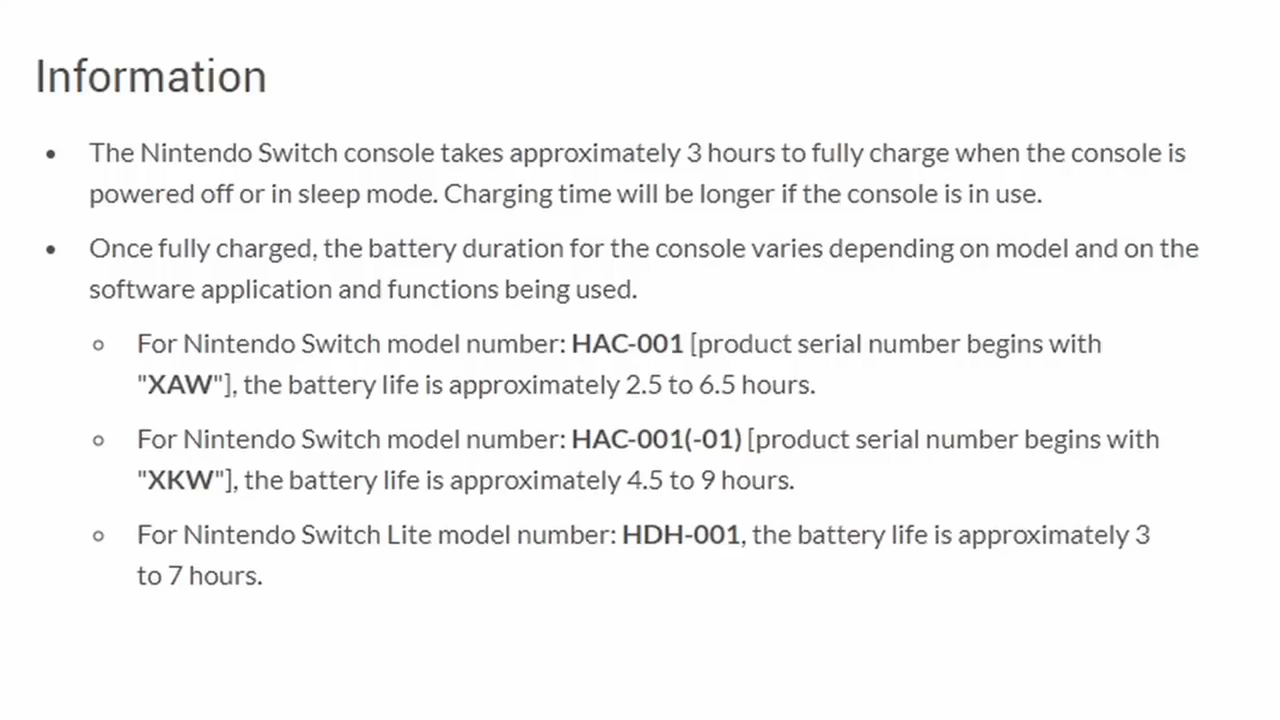 Information
• The Nintendo Switch console takes approximately 3 hours to fully charge when the console is
powered off or in sleep mode. Charging time will be longer if the console is in use.
• Once fully charged, the battery duration for the console varies depending on model and on the
software application and functions being used.
○ For Nintendo Switch model number: HAC-001 [product serial number begins with
"XAW"], the battery life is approximately 2.5 to 6.5 hours.
○ For Nintendo Switch model number: HAC-001(-01) [product serial number begins with
"XKW"], the battery life is approximately 4.5 to 9 hours.
○ For Nintendo Switch Lite model number: HDH-001, the battery life is approximately 3
to 7 hours.